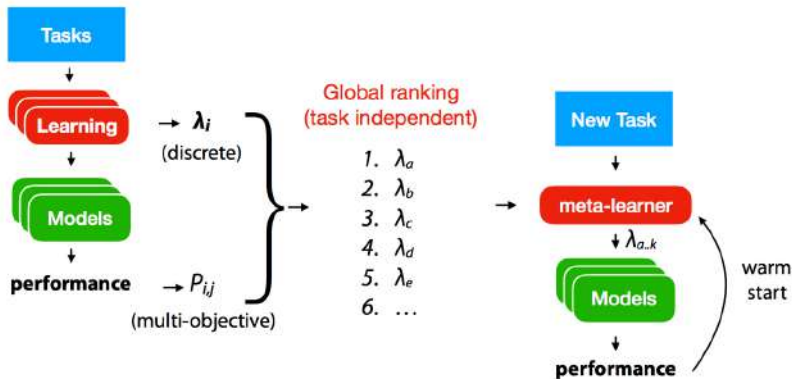 Tasks
Learning
λi
(discrete)
Models
performance
Pi,j
(multi-objective)
Global ranking
(task independent)
1. λa
2. λb
3. λc
4. λd
5. λe
6. ...
New Task
meta-learner
λa..k
Models
performance
warm
start